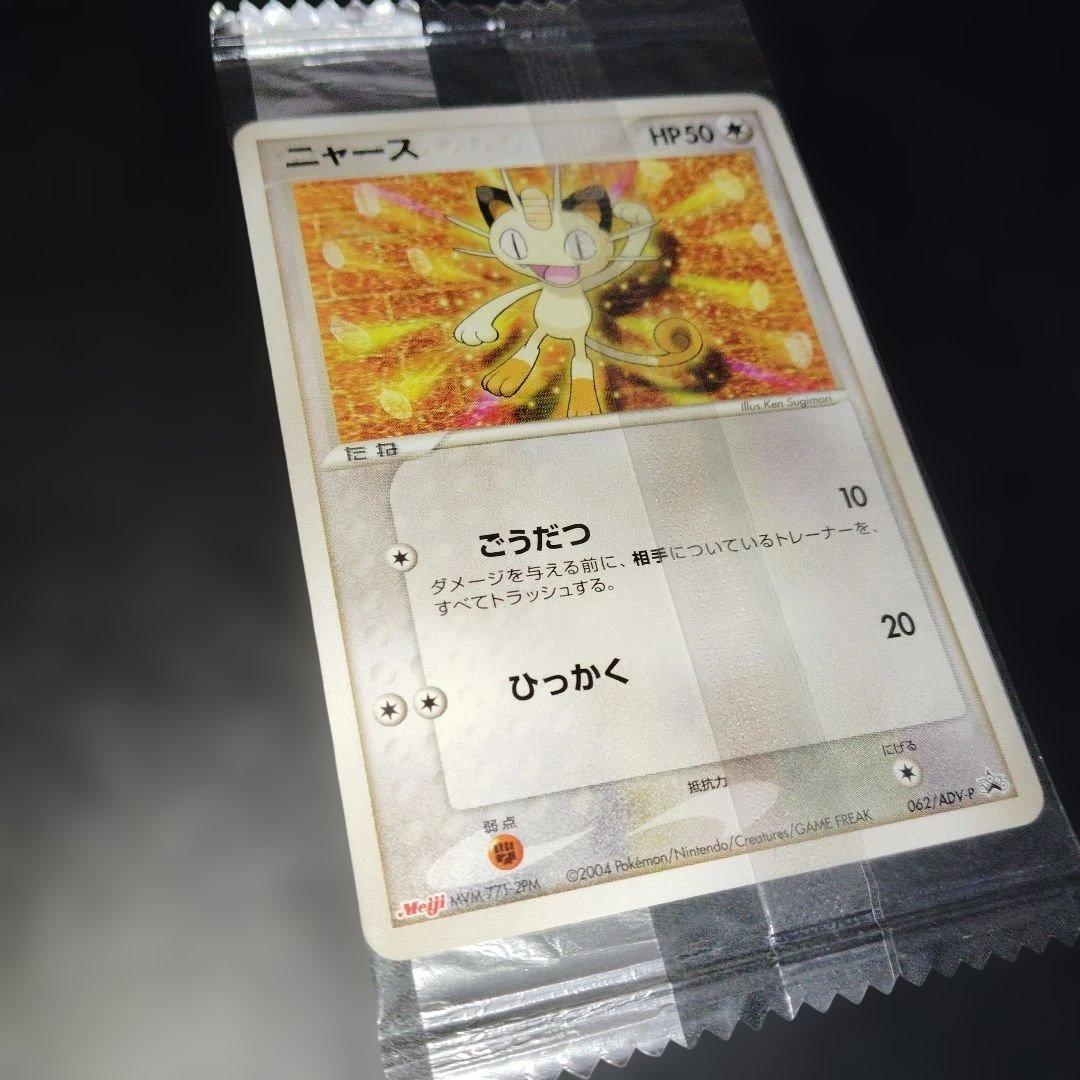 ニャース HP50
Illus. Ken Sugimori
たね
ごうだつ 10
ダメージを与える前に、相手についているトレーナーを、
すべてトラッシュする。
ひっかく 20
弱点 抵抗力 にげる
062/ADV-P
©2004 Pokémon/Nintendo/Creatures/GAME FREAK
Meiji MVM-771-2PM